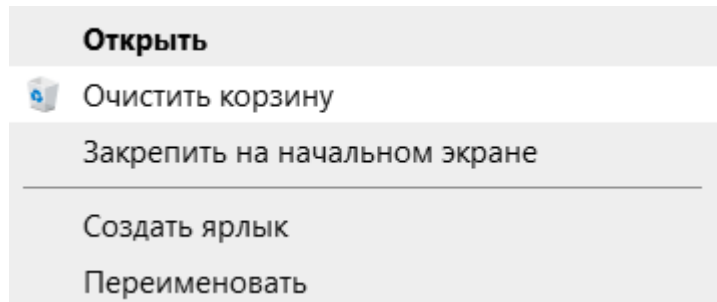 Открыть
Очистить корзину
Закрепить на начальном экране
Создать ярлык
Переименовать